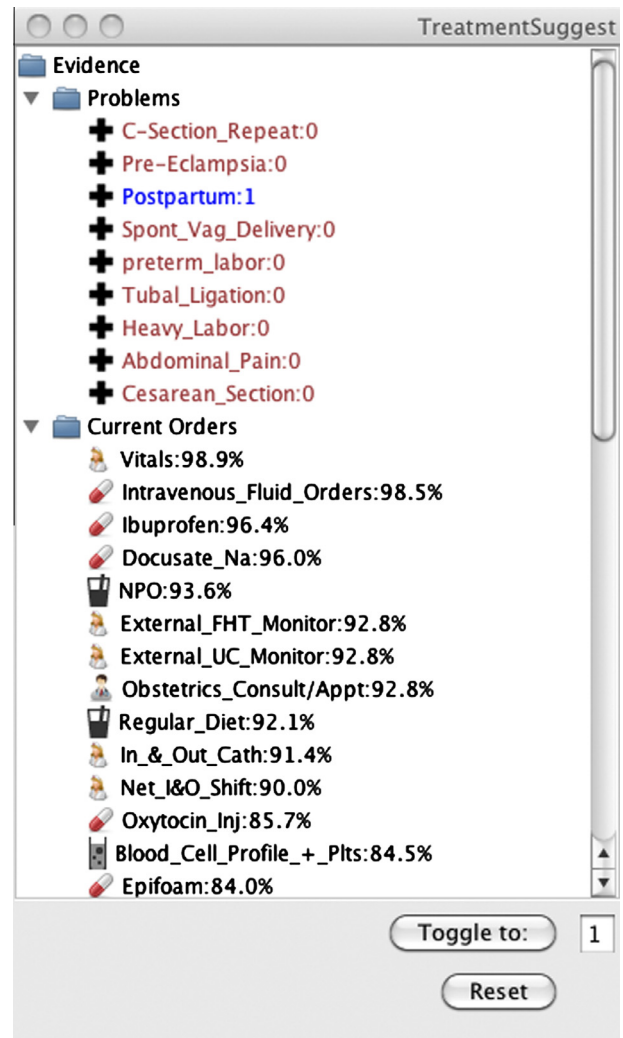 TreatmentSuggest
Evidence
Problems
C-Section_Repeat:0
Pre-Eclampsia:0
Postpartum:1
Spont_Vag_Delivery:0
preterm_labor:0
Tubal_Ligation:0
Heavy_Labor:0
Abdominal_Pain:0
Cesarean_Section:0
Current Orders
Vitals:98.9%
Intravenous_Fluid_Orders:98.5%
Ibuprofen:96.4%
Docusate_Na:96.0%
NPO:93.6%
External_FHT_Monitor:92.8%
External_UC_Monitor:92.8%
Obstetrics_Consult/Appt:92.8%
Regular_Diet:92.1%
In_&_Out_Cath:91.4%
Net_I&O_Shift:90.0%
Oxytocin_Inj:85.7%
Blood_Cell_Profile_+_Plts:84.5%
Epifoam:84.0%
Toggle to: 1
Reset